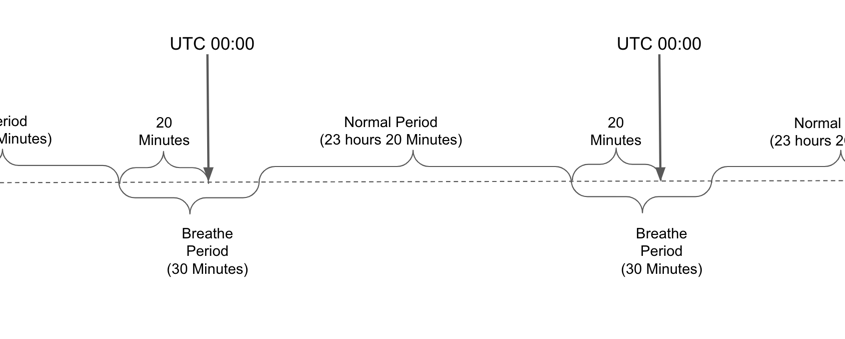 UTC 00:00
UTC 00:00
eriod
Minutes)
20
Minutes
Normal Period
(23 hours 20 Minutes)
20
Minutes
Normal
(23 hours 20
Breathe
Period
(30 Minutes)
Breathe
Period
(30 Minutes)